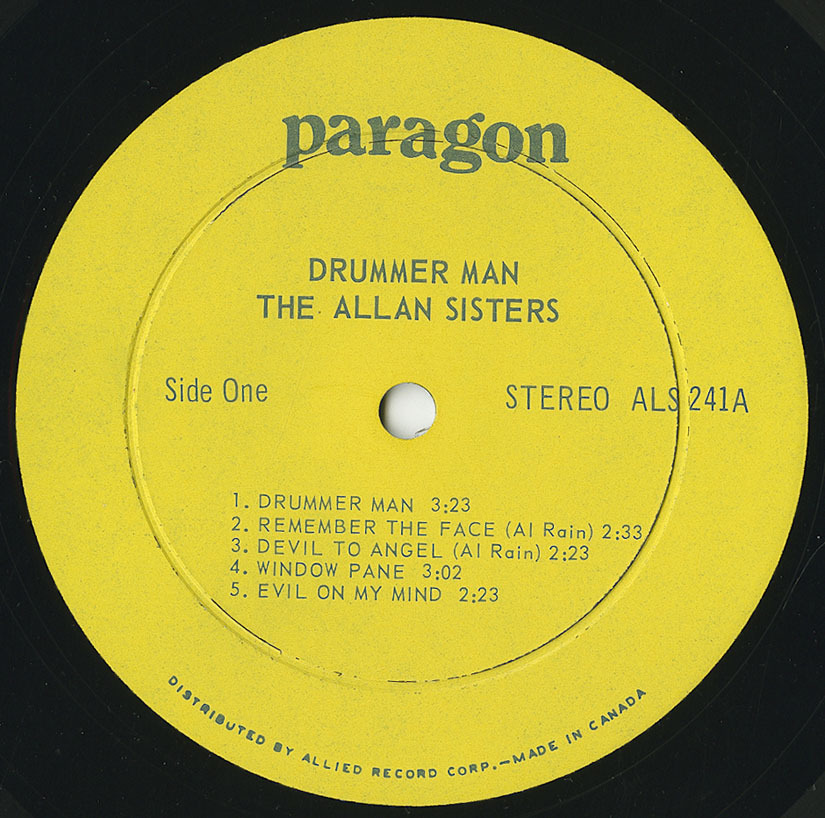 paragon
DRUMMER MAN
THE ALLAN SISTERS
Side One
STEREO ALS 241A
1. DRUMMER MAN 3:23
2. REMEMBER THE FACE (Al Rain) 2:33
3. DEVIL TO ANGEL (Al Rain) 2:23
4. WINDOW PANE 3:02
5. EVIL ON MY MIND 2:23
DISTRIBUTED BY ALLIED RECORD CORP.—MADE IN CANADA